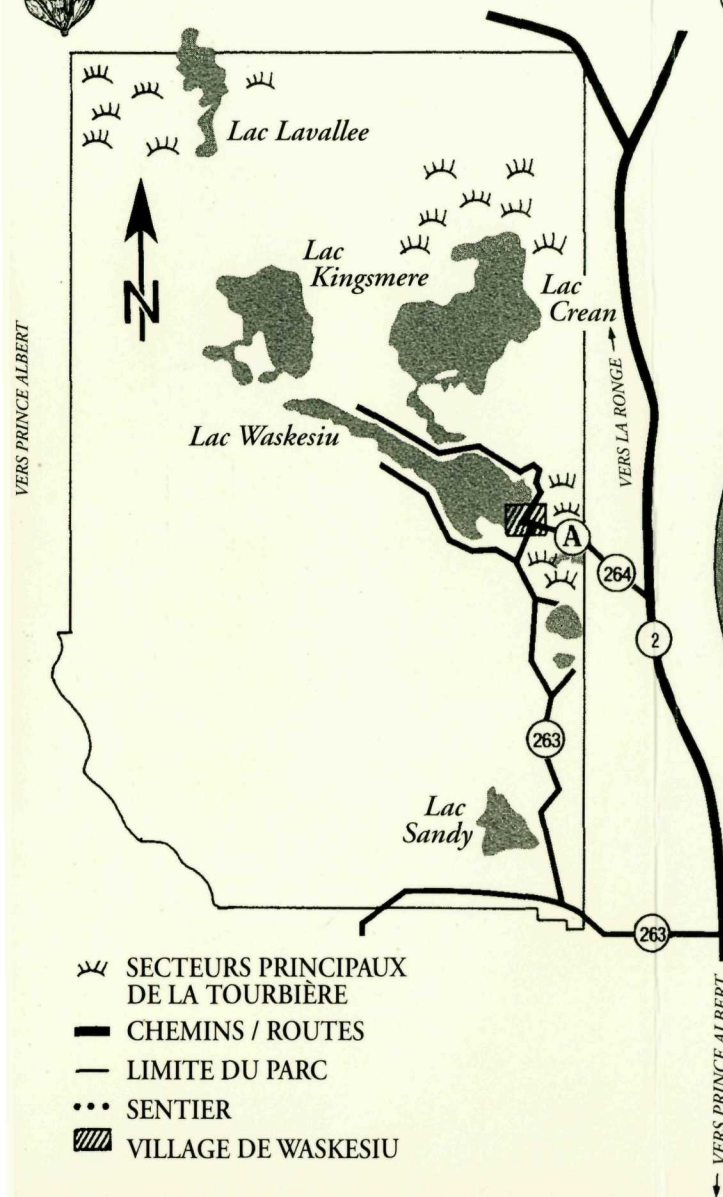 Lac Lavallee
Lac
Kingsmere
Lac
Crean
N
VERS PRINCE ALBERT
VERS LA RONGE
Lac Waskesiu
A
264
2
263
Lac
Sandy
263
SECTEURS PRINCIPAUX
DE LA TOURBIÈRE
CHEMINS / ROUTES
LIMITE DU PARC
SENTIER
VILLAGE DE WASKESIU
VERS PRINCE ALBERT